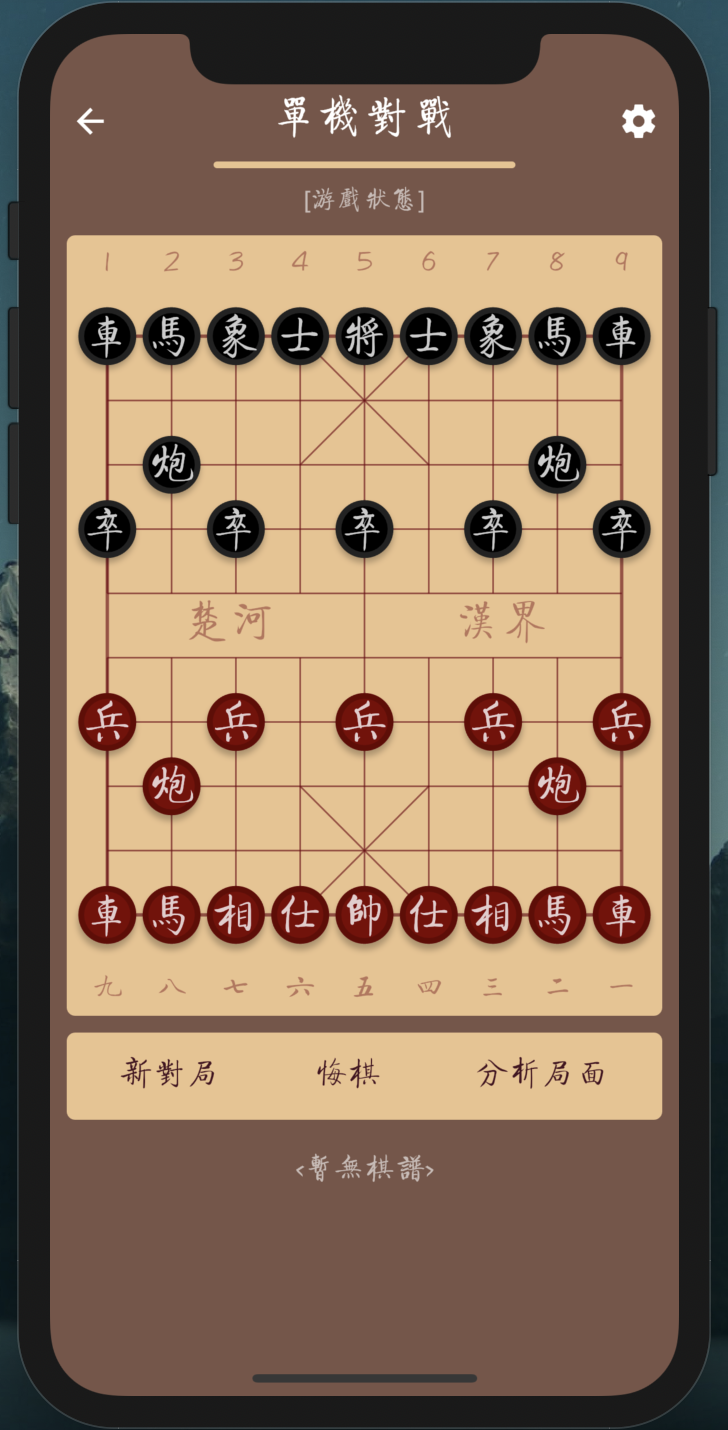 單機對戰
[游戲狀態]
1 2 3 4 5 6 7 8 9
車 馬 象 士 將 士 象 馬 車
炮 炮
卒 卒 卒 卒 卒
楚河 漢界
兵 兵 兵 兵 兵
炮 炮
車 馬 相 仕 帥 仕 相 馬 車
九 八 七 六 五 四 三 二 一
新對局 悔棋 分析局面
<暫無棋譜>